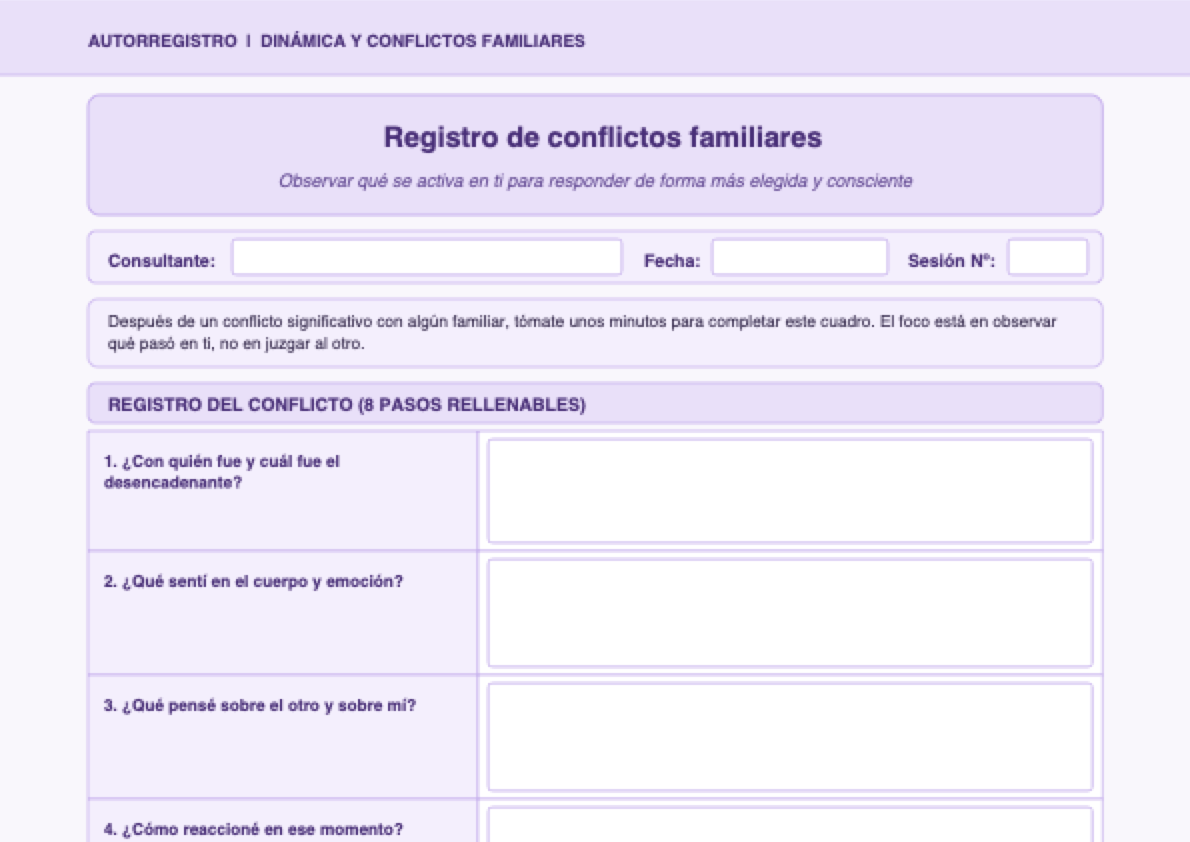 AUTORREGISTRO | DINÁMICA Y CONFLICTOS FAMILIARES
Registro de conflictos familiares
Observar qué se activa en ti para responder de forma más elegida y consciente
Consultante: Fecha: Sesión Nº:
Después de un conflicto significativo con algún familiar, tómate unos minutos para completar este cuadro. El foco está en observar
qué pasó en ti, no en juzgar al otro.
REGISTRO DEL CONFLICTO (8 PASOS RELLENABLES)
1. ¿Con quién fue y cuál fue el
desencadenante?
2. ¿Qué sentí en el cuerpo y emoción?
3. ¿Qué pensé sobre el otro y sobre mí?
4. ¿Cómo reaccioné en ese momento?